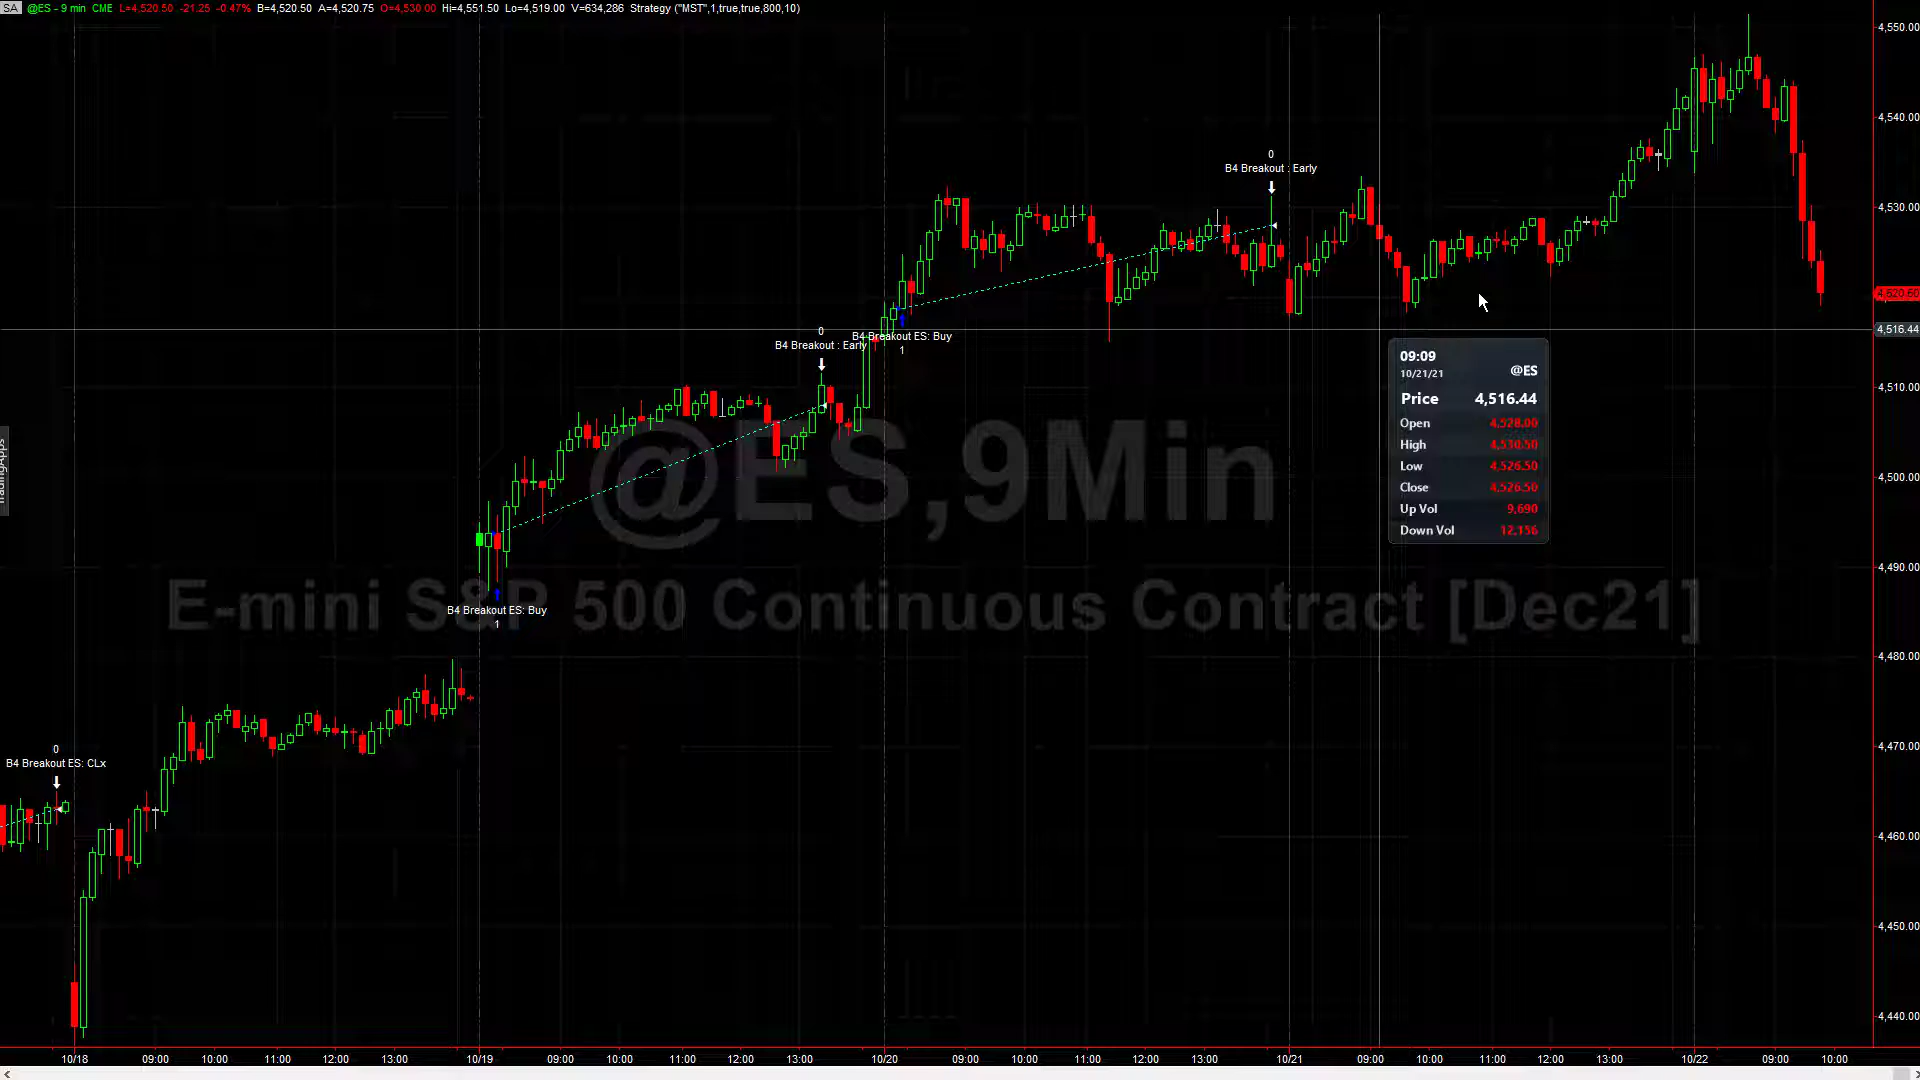 SA @ES - 9 min CME L=4,520.50 -21.25 -0.47% B=4,520.50 A=4,520.75 O=4,530.00 Hi=4,551.50 Lo=4,519.00 V=634,286 Strategy ("MST",1,true,true,800,10)
4,550.00
4,540.00
0
B4 Breakout : Early
4,530.00
4,520.50
0
B4 Breakout : Early
B4 Breakout ES: Buy
1
4,516.44
09:09
10/21/21
@ES
Price 4,516.44
Open 4,528.00
High 4,530.50
Low 4,526.50
Close 4,526.50
Up Vol 9,690
Down Vol 12,156
4,510.00
4,500.00
@ES,9Min
4,490.00
E-mini S&P 500 Continuous Contract [Dec21]
B4 Breakout ES: Buy
1
4,480.00
4,470.00
0
B4 Breakout ES: CLx
4,460.00
4,450.00
4,440.00
10/18 09:00 10:00 11:00 12:00 13:00 10/19 09:00 10:00 11:00 12:00 13:00 10/20 09:00 10:00 11:00 12:00 13:00 10/21 09:00 10:00 11:00 12:00 13:00 10/22 09:00 10:00